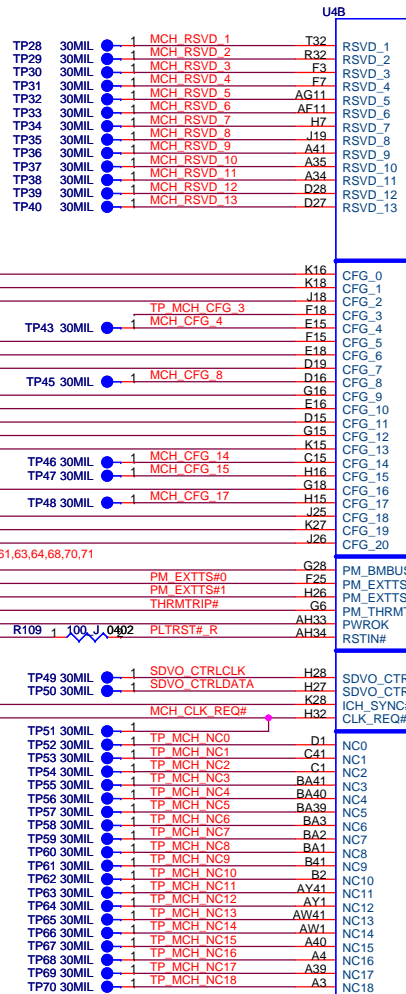 U4B
TP28 30MIL 1 MCH_RSVD_1 T32 RSVD_1
TP29 30MIL 1 MCH_RSVD_2 R32 RSVD_2
TP30 30MIL 1 MCH_RSVD_3 F3 RSVD_3
TP31 30MIL 1 MCH_RSVD_4 F7 RSVD_4
TP32 30MIL 1 MCH_RSVD_5 AG11 RSVD_5
TP33 30MIL 1 MCH_RSVD_6 AF11 RSVD_6
TP34 30MIL 1 MCH_RSVD_7 H7 RSVD_7
TP35 30MIL 1 MCH_RSVD_8 J19 RSVD_8
TP36 30MIL 1 MCH_RSVD_9 A41 RSVD_9
TP37 30MIL 1 MCH_RSVD_10 A35 RSVD_10
TP38 30MIL 1 MCH_RSVD_11 A34 RSVD_11
TP39 30MIL 1 MCH_RSVD_12 D28 RSVD_12
TP40 30MIL 1 MCH_RSVD_13 D27 RSVD_13
K16 CFG_0
K18 CFG_1
J18 CFG_2
TP_MCH_CFG_3 F18 CFG_3
TP43 30MIL 1 MCH_CFG_4 E15 CFG_4
F15 CFG_5
E18 CFG_6
D19 CFG_7
TP45 30MIL 1 MCH_CFG_8 D16 CFG_8
G16 CFG_9
E16 CFG_10
D15 CFG_11
G15 CFG_12
K15 CFG_13
TP46 30MIL 1 MCH_CFG_14 C15 CFG_14
TP47 30MIL 1 MCH_CFG_15 H16 CFG_15
G18 CFG_16
TP48 30MIL 1 MCH_CFG_17 H15 CFG_17
J25 CFG_18
K27 CFG_19
J26 CFG_20
61,63,64,68,70,71
G28 PM_BMBUS
PM_EXTTS#0 F25 PM_EXTTS
PM_EXTTS#1 H26 PM_EXTTS
THRMTRIP# G6 PM_THRMT
AH33 PWROK
R109 1 100_J_0402 2 PLTRST#_R AH34 RSTIN#
TP49 30MIL 1 SDVO_CTRLCLK H28 SDVO_CTR
TP50 30MIL 1 SDVO_CTRLDATA H27 SDVO_CTR
K28 ICH_SYNC#
MCH_CLK_REQ# H32 CLK_REQ#
TP51 30MIL 1
TP52 30MIL 1 TP_MCH_NC0 D1 NC0
TP53 30MIL 1 TP_MCH_NC1 C41 NC1
TP54 30MIL 1 TP_MCH_NC2 C1 NC2
TP55 30MIL 1 TP_MCH_NC3 BA41 NC3
TP56 30MIL 1 TP_MCH_NC4 BA40 NC4
TP57 30MIL 1 TP_MCH_NC5 BA39 NC5
TP58 30MIL 1 TP_MCH_NC6 BA3 NC6
TP59 30MIL 1 TP_MCH_NC7 BA2 NC7
TP60 30MIL 1 TP_MCH_NC8 BA1 NC8
TP61 30MIL 1 TP_MCH_NC9 B41 NC9
TP62 30MIL 1 TP_MCH_NC10 B2 NC10
TP63 30MIL 1 TP_MCH_NC11 AY41 NC11
TP64 30MIL 1 TP_MCH_NC12 AY1 NC12
TP65 30MIL 1 TP_MCH_NC13 AW41 NC13
TP66 30MIL 1 TP_MCH_NC14 AW1 NC14
TP67 30MIL 1 TP_MCH_NC15 A40 NC15
TP68 30MIL 1 TP_MCH_NC16 A4 NC16
TP69 30MIL 1 TP_MCH_NC17 A39 NC17
TP70 30MIL 1 TP_MCH_NC18 A3 NC18